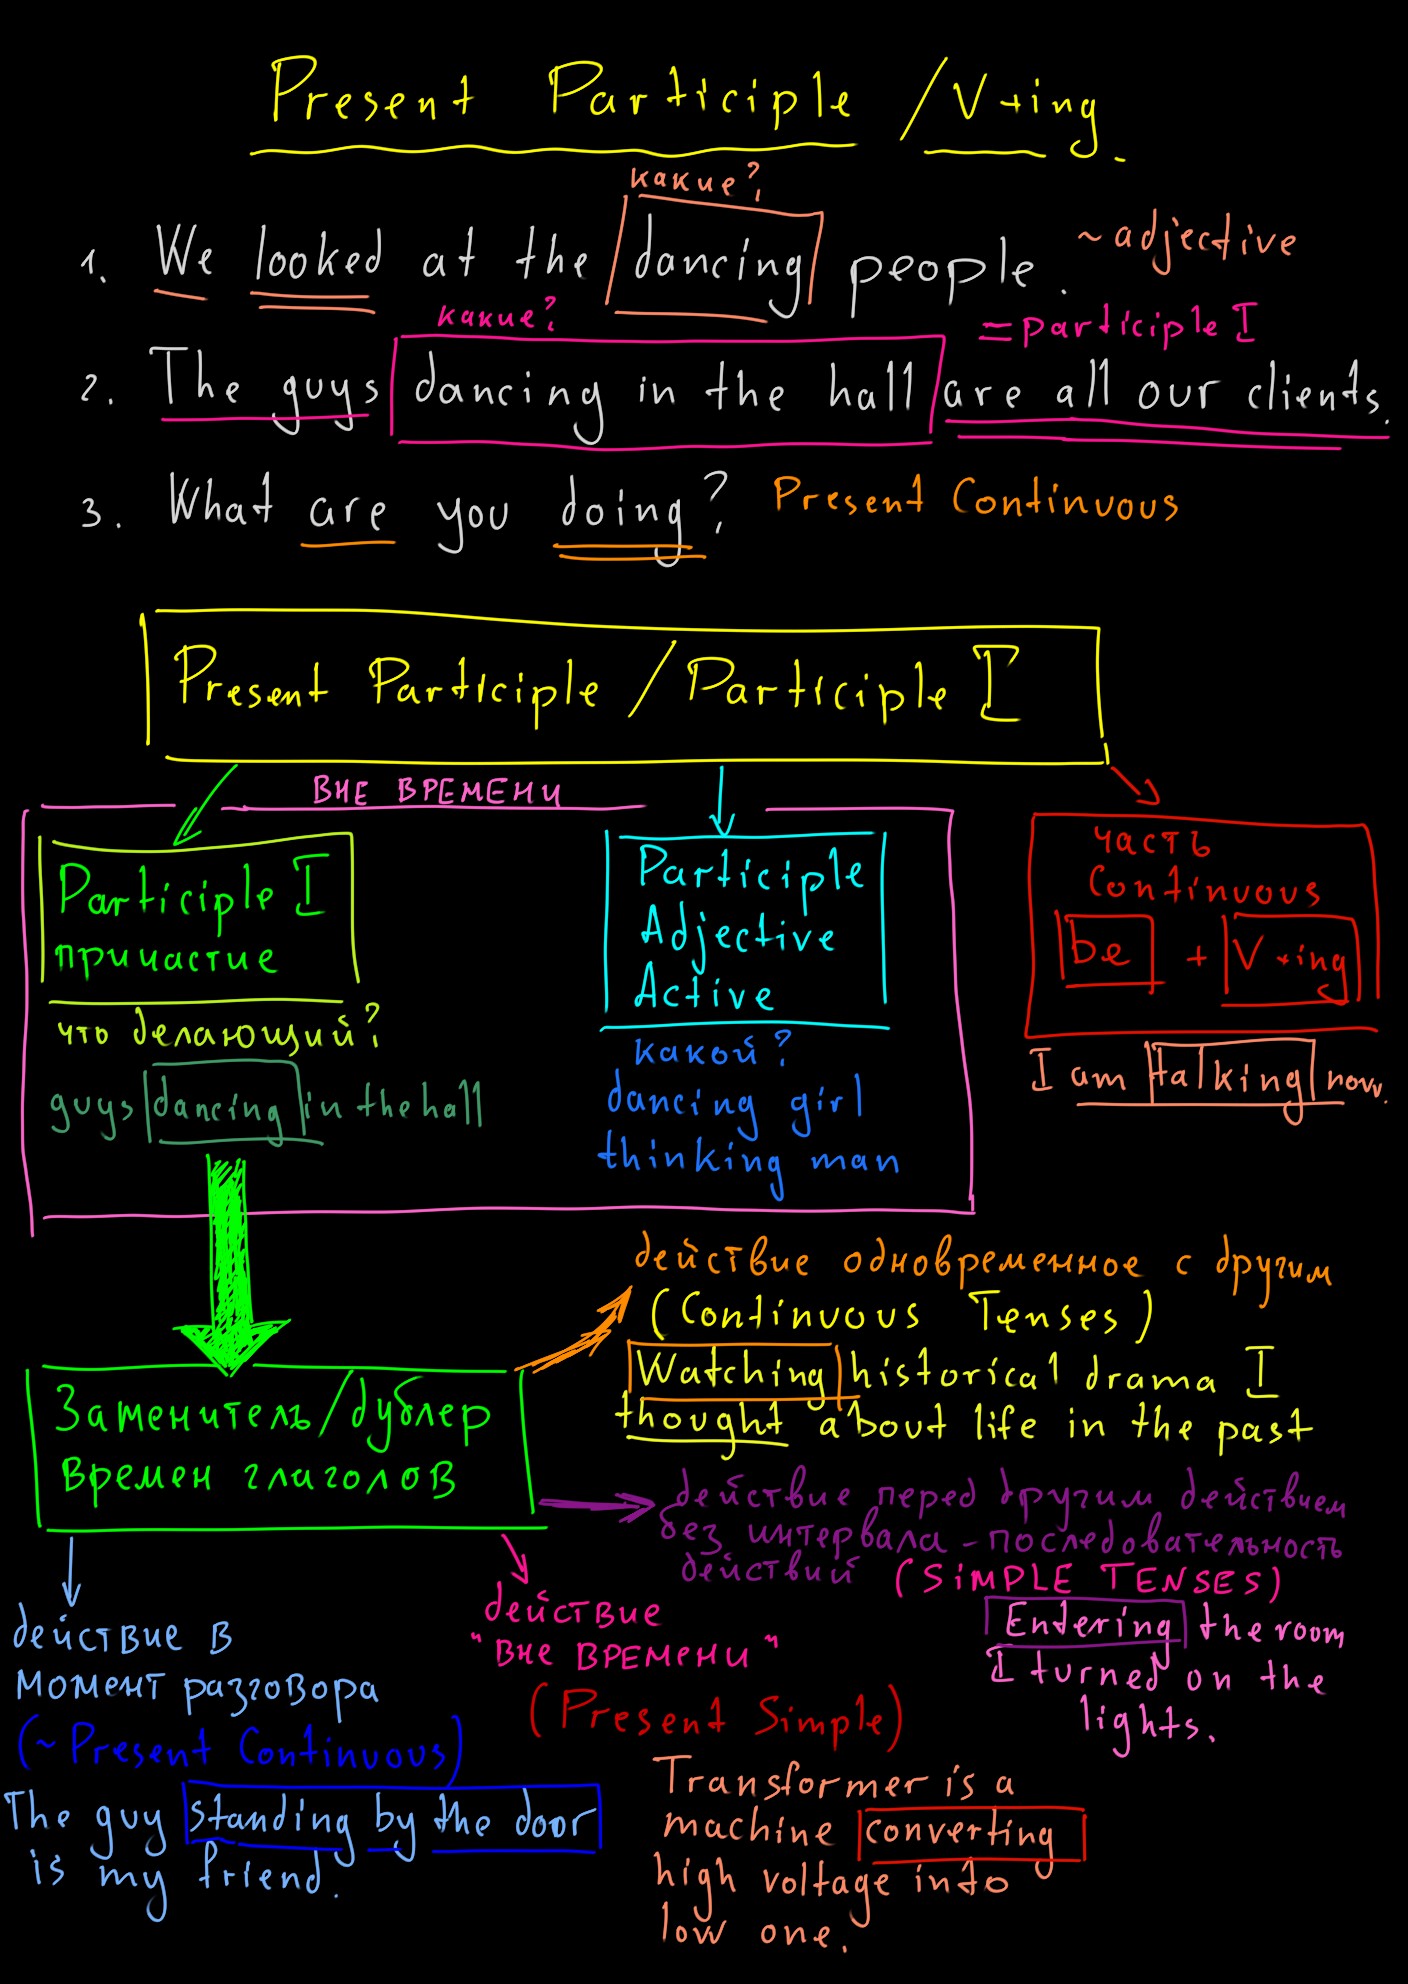 Present Participle / V+ing.
какие?
1. We looked at the dancing people.
~ adjective
какие?
= participle I
2. The guys dancing in the hall are all our clients.
3. What are you doing? Present Continuous
Present Participle / Participle I
ВНЕ ВРЕМЕНИ
Participle I
причастие
что делающий?
guys dancing in the hall
Participle
Adjective
Active
какой?
dancing girl
thinking man
часть
Continuous
be + V+ing
I am talking now.
Заменитель/дублер
времен глаголов
действие одновременное с другим
(Continuous Tenses)
Watching historical drama I
thought about life in the past
действие перед другим действием
без интервала - последовательность
действий (SIMPLE TENSES)
Entering the room
I turned on the
lights.
действие в
момент разговора
(~ Present Continuous)
The guy standing by the door
is my friend.
действие
"ВНЕ ВРЕМЕНИ"
(Present Simple)
Transformer is a
machine converting
high voltage into
low one.